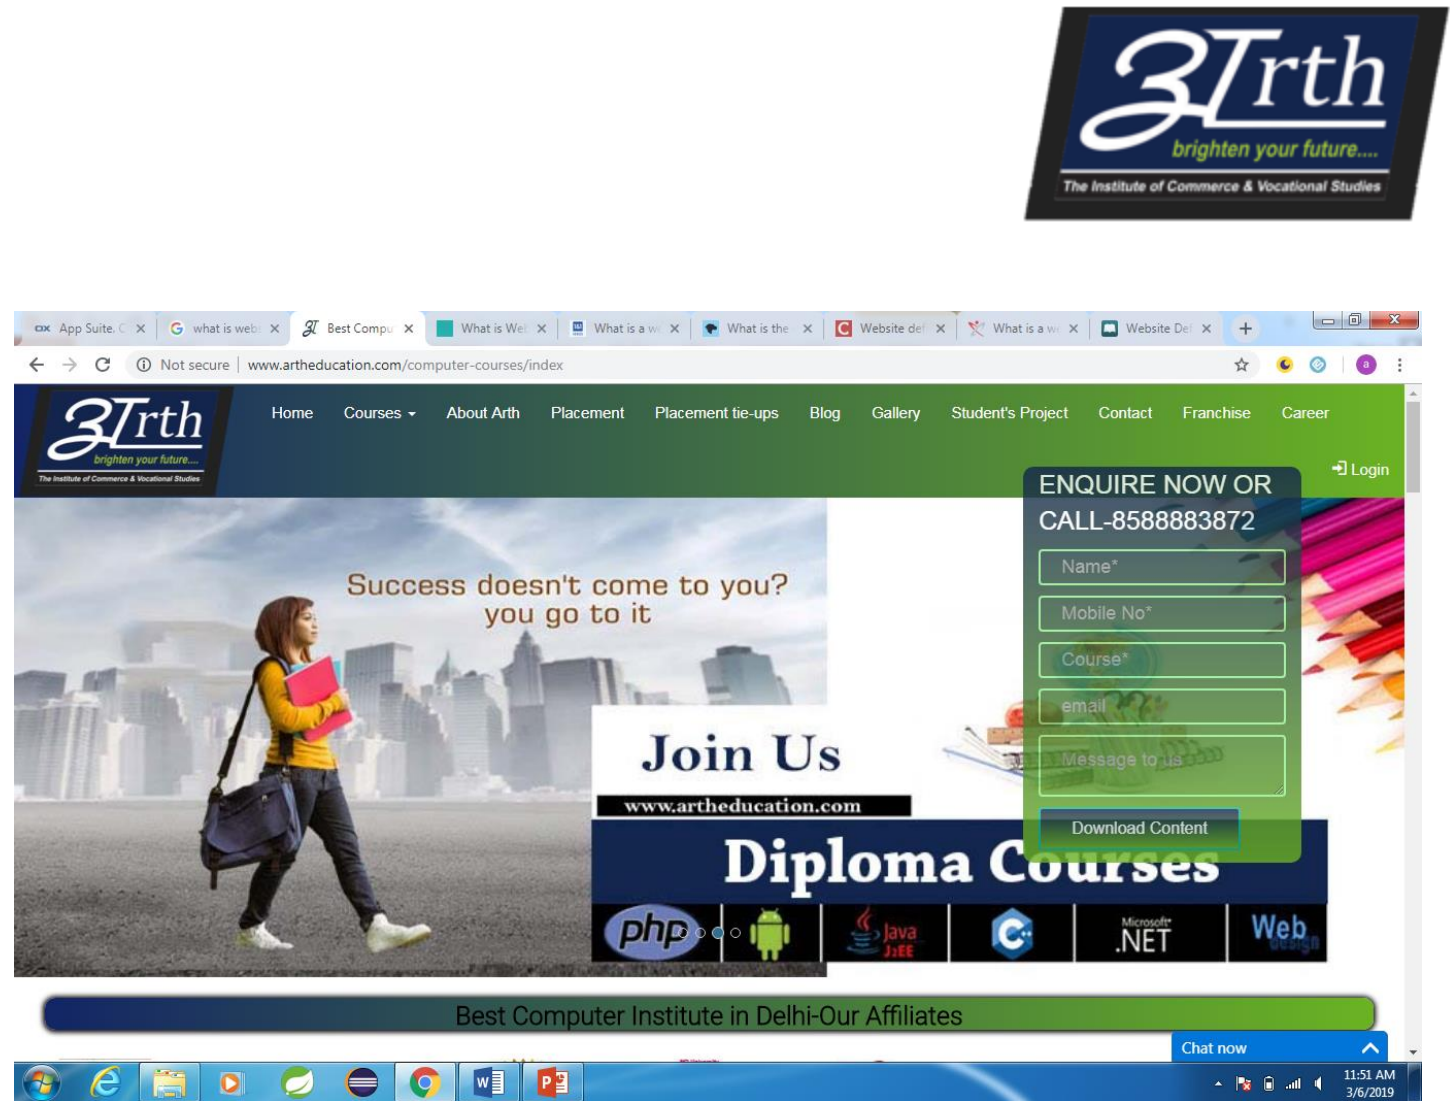 3Trth
brighten your future....
The Institute of Commerce & Vocational Studies
App Suite.
what is web
Best Compu
What is We
What is a w
What is the
Website def
What is a w
Website De
Not secure | www.artheducation.com/computer-courses/index
3Trth
brighten your future....
The Institute of Commerce & Vocational Studies
Home Courses About Arth Placement Placement tie-ups Blog Gallery Student's Project Contact Franchise Career
Login
ENQUIRE NOW OR
CALL-8588883872
Name*
Mobile No*
Course*
email
Message to us
Download Content
Success doesn't come to you?
you go to it
Join Us
www.artheducation.com
Diploma Courses
php
Java
J2EE
C
Microsoft
.NET
Web
design
Best Computer Institute in Delhi-Our Affiliates
Chat now
11:51 AM
3/6/2019